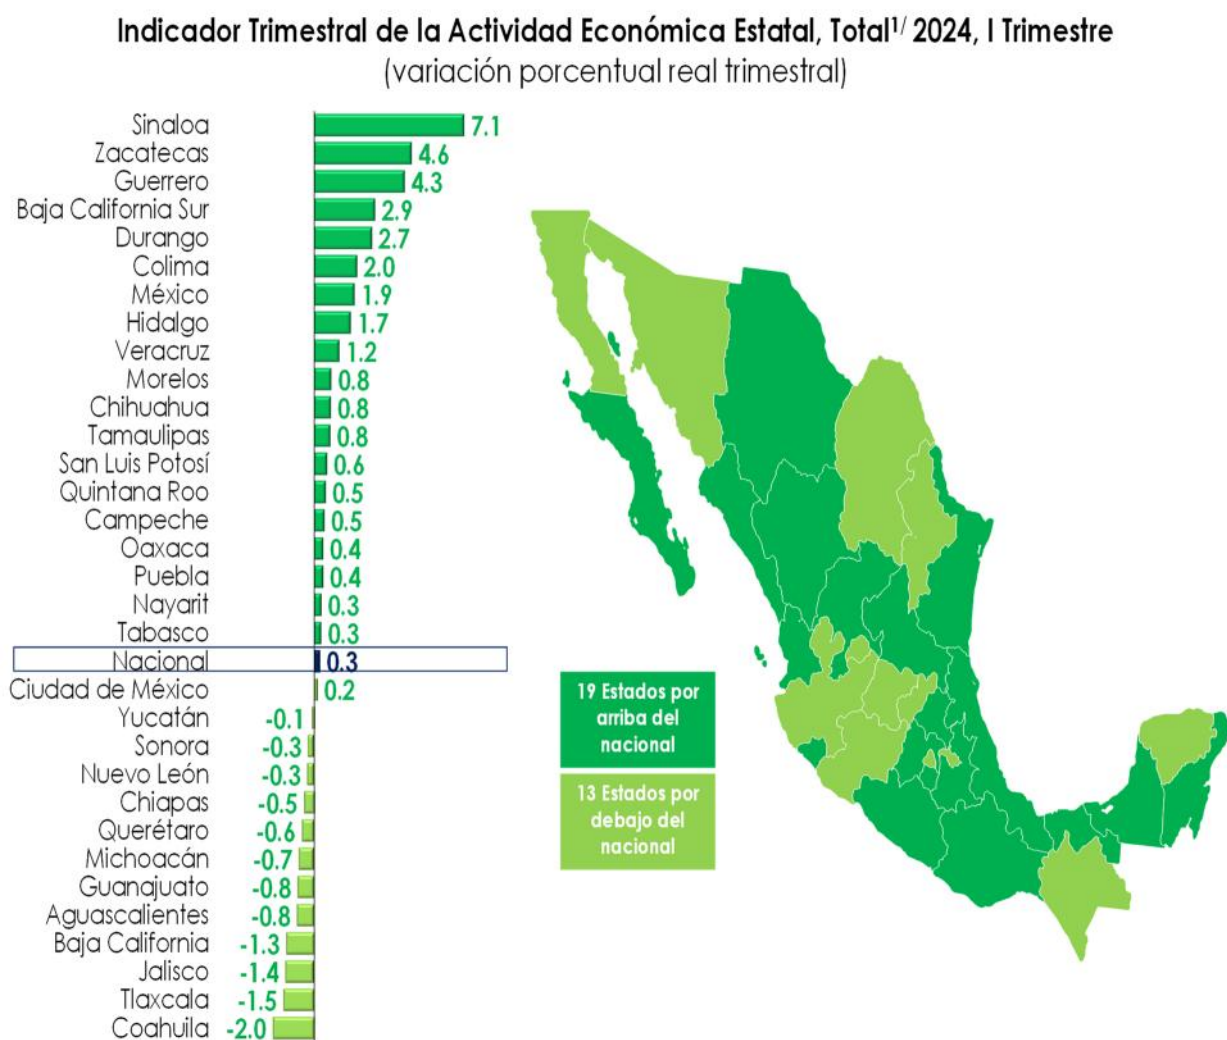 Indicador Trimestral de la Actividad Económica Estatal, Total1/ 2024, I Trimestre
(variación porcentual real trimestral)
Sinaloa 7.1
Zacatecas 4.6
Guerrero 4.3
Baja California Sur 2.9
Durango 2.7
Colima 2.0
México 1.9
Hidalgo 1.7
Veracruz 1.2
Morelos 0.8
Chihuahua 0.8
Tamaulipas 0.8
San Luis Potosí 0.6
Quintana Roo 0.5
Campeche 0.5
Oaxaca 0.4
Puebla 0.4
Nayarit 0.3
Tabasco 0.3
Nacional 0.3
Ciudad de México 0.2
Yucatán -0.1
Sonora -0.3
Nuevo León -0.3
Chiapas -0.5
Querétaro -0.6
Michoacán -0.7
Guanajuato -0.8
Aguascalientes -0.8
Baja California -1.3
Jalisco -1.4
Tlaxcala -1.5
Coahuila -2.0
19 Estados por
arriba del
nacional
13 Estados por
debajo del
nacional